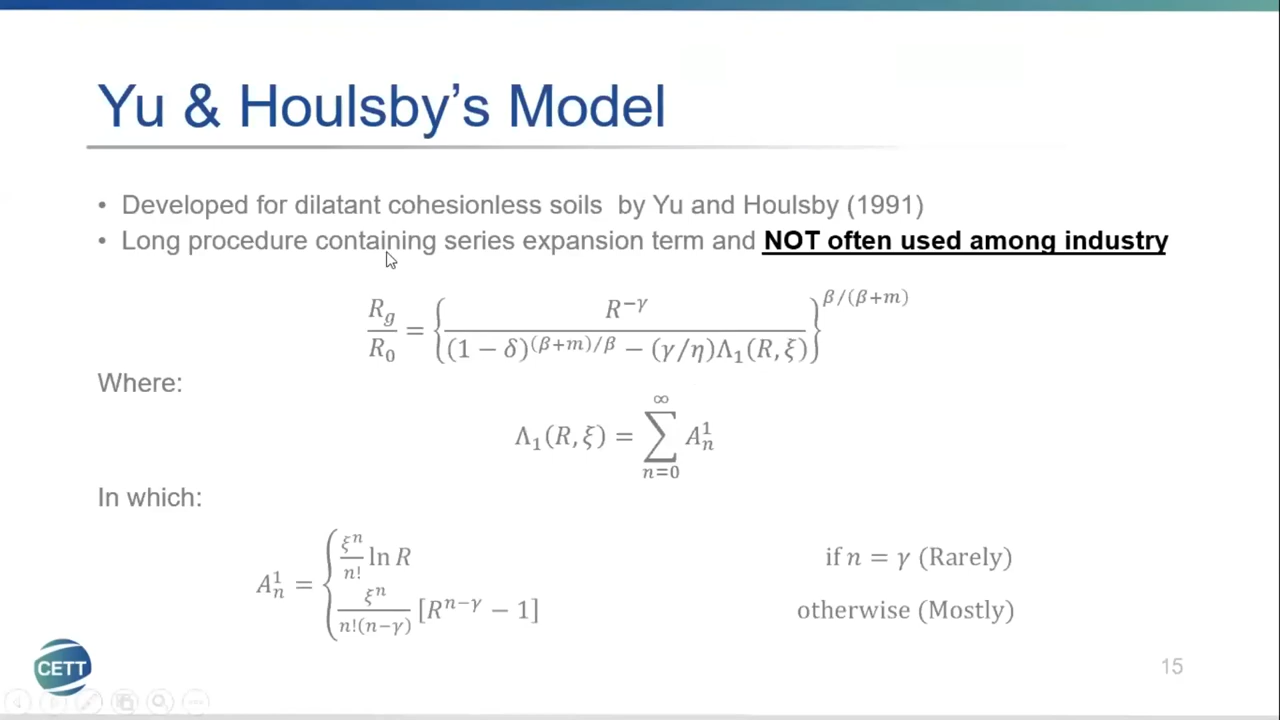 Yu & Houlsby’s Model
• Developed for dilatant cohesionless soils  by Yu and Houlsby (1991)
• Long procedure containing series expansion term and NOT often used among industry
R_g/R_0 = {R^{−γ} / ((1 − δ)^{(β+m)/β} − (γ/η)Λ_1(R, ξ))}^{β/(β+m)}
Where:
Λ_1(R, ξ) = ∑_{n=0}^{∞} A_n^1
In which:
A_n^1 = { ξ^n/n! ln R if n = γ (Rarely)
ξ^n/n!(n−γ) [R^{n−γ} − 1] otherwise (Mostly)
CETT
15